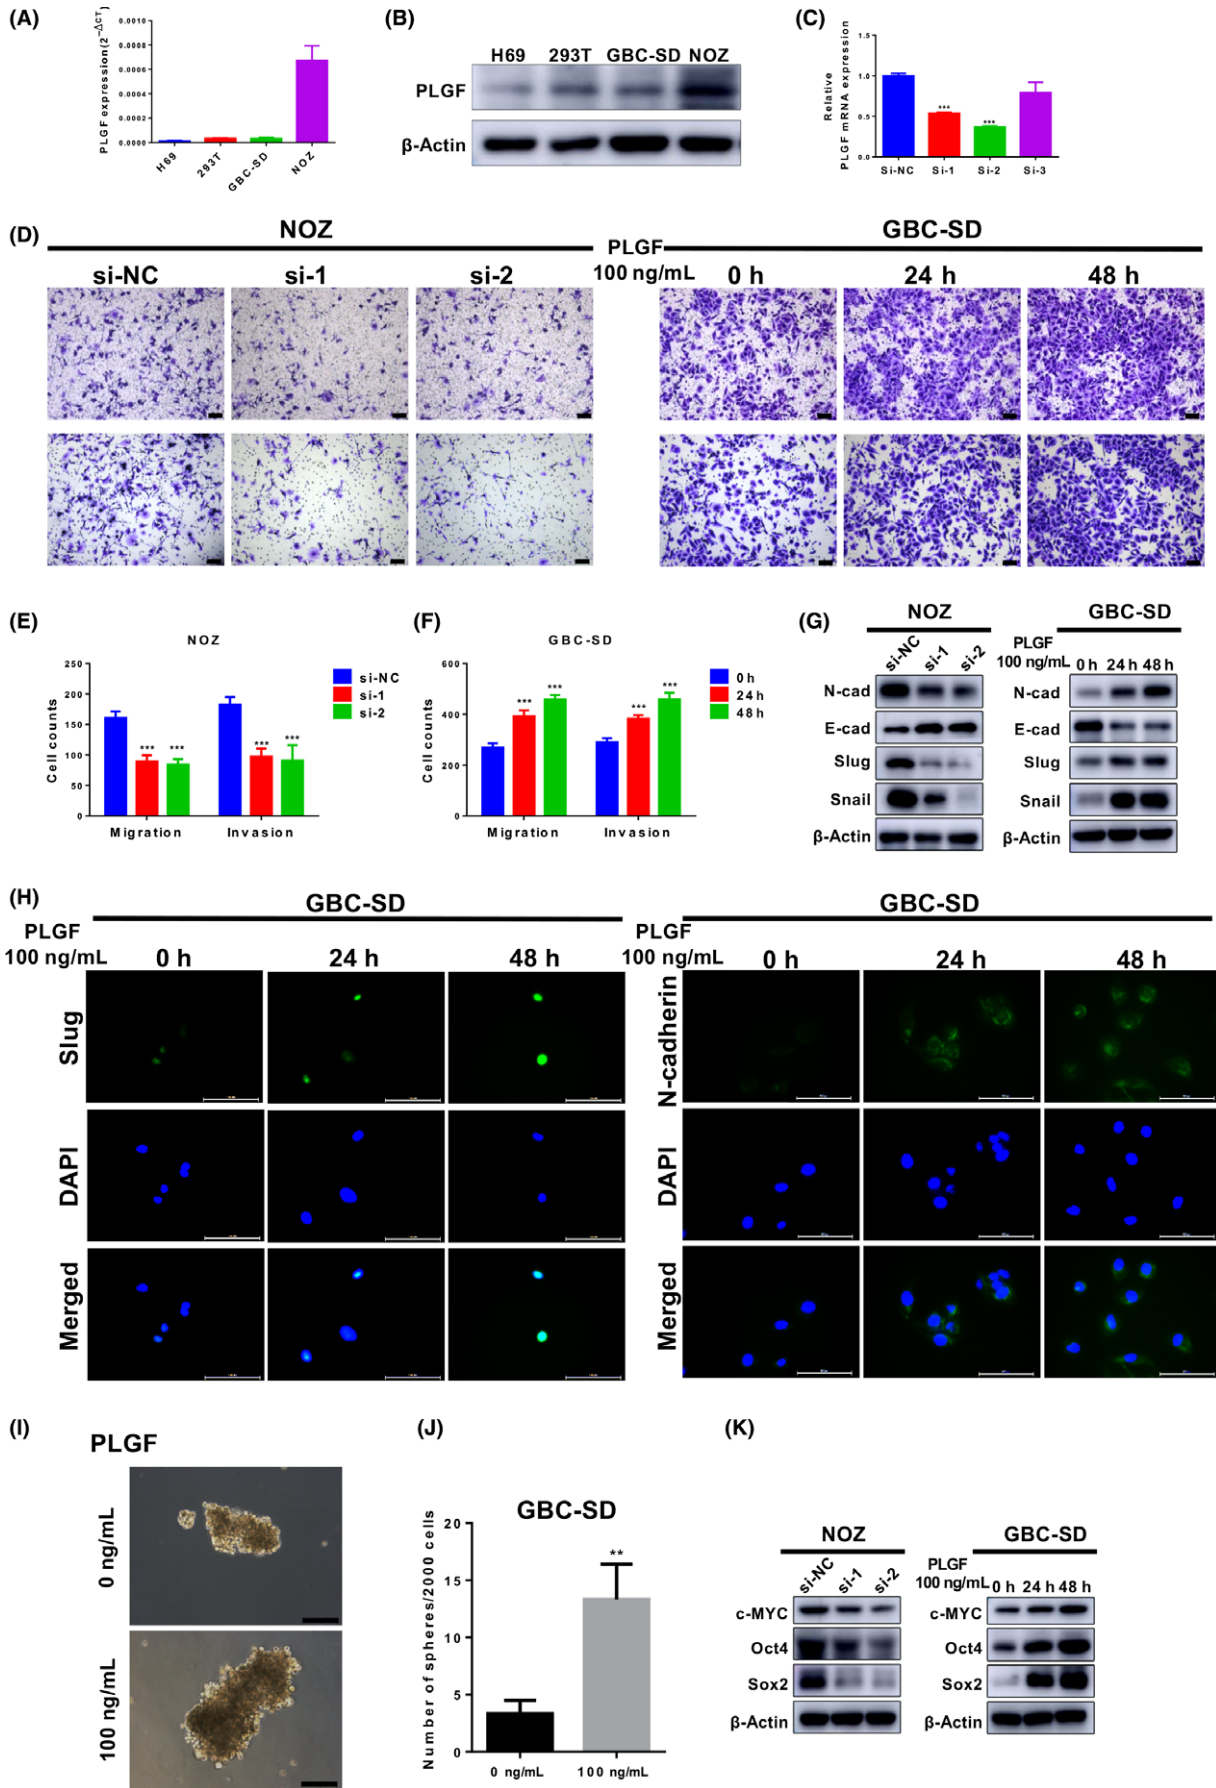 (A)
PLGF expression(2^-ΔCT)
0.0010
0.0008
0.0006
0.0004
0.0002
0.0000
H69
293T
GBC-SD
NOZ
(B)
H69 293T GBC-SD NOZ
PLGF
β-Actin
(C)
Relative
PLGF mRNA expression
1.5
1.0
0.5
0.0
*** ***
Si-NC Si-1 Si-2 Si-3
(D)
NOZ
si-NC si-1 si-2
GBC-SD
PLGF
100 ng/mL 0 h 24 h 48 h
(E)
NOZ
Cell counts
250
200
150
100
50
0
*** *** *** ***
Migration Invasion
si-NC
si-1
si-2
(F)
GBC-SD
Cell counts
600
400
200
0
*** *** *** ***
Migration Invasion
0h
24h
48h
(G)
NOZ
si-NC si-1 si-2
N-cad
E-cad
Slug
Snail
β-Actin
GBC-SD
PLGF
100 ng/mL 0 h 24 h 48 h
N-cad
E-cad
Slug
Snail
β-Actin
(H)
GBC-SD
PLGF
100 ng/mL 0 h 24 h 48 h
Slug
DAPI
Merged
GBC-SD
PLGF
100 ng/mL 0 h 24 h 48 h
N-cadherin
DAPI
Merged
(I)
PLGF
0 ng/mL
100 ng/mL
(J)
GBC-SD
Number of spheres/2000 cells
20
15
10
5
0
**
0 ng/mL 100 ng/mL
(K)
NOZ
si-NC si-1 si-2
c-MYC
Oct4
Sox2
β-Actin
GBC-SD
PLGF
100 ng/mL 0 h 24 h 48 h
c-MYC
Oct4
Sox2
β-Actin